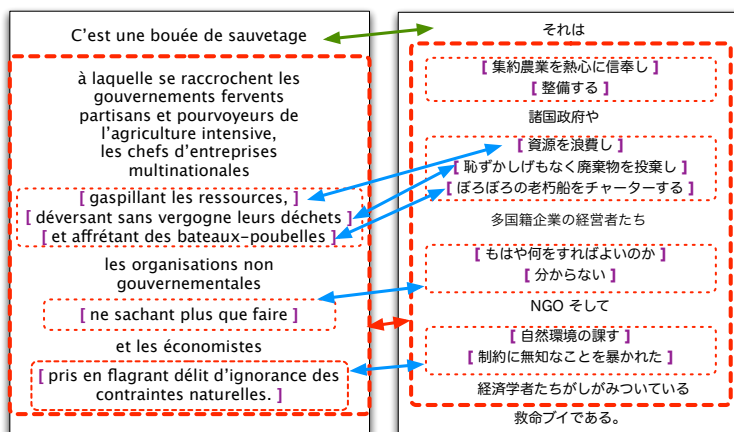 C'est une bouée de sauvetage
à laquelle se raccrochent les
gouvernements fervents
partisans et pourvoyeurs de
l'agriculture intensive,
les chefs d'entreprises
multinationales
[ gaspillant les ressources, ]
[ déversant sans vergogne leurs déchets ]
[ et affrétant des bateaux-poubelles ]
les organisations non
gouvernementales
[ ne sachant plus que faire ]
et les économistes
[ pris en flagrant délit d'ignorance des
contraintes naturelles. ]
それは
[ 集約農業を熱心に信奉し ]
[ 整備する ]
諸国政府や
[ 資源を浪費し ]
[ 恥ずかしげもなく廃棄物を投棄し ]
[ ぼろぼろの老朽船をチャーターする ]
多国籍企業の経営者たち
[ もはや何をすればよいのか ]
[ 分からない ]
NGO そして
[ 自然環境の課す ]
[ 制約に無知なことを暴かれた ]
経済学者たちがしがみついている
救命ブイである。